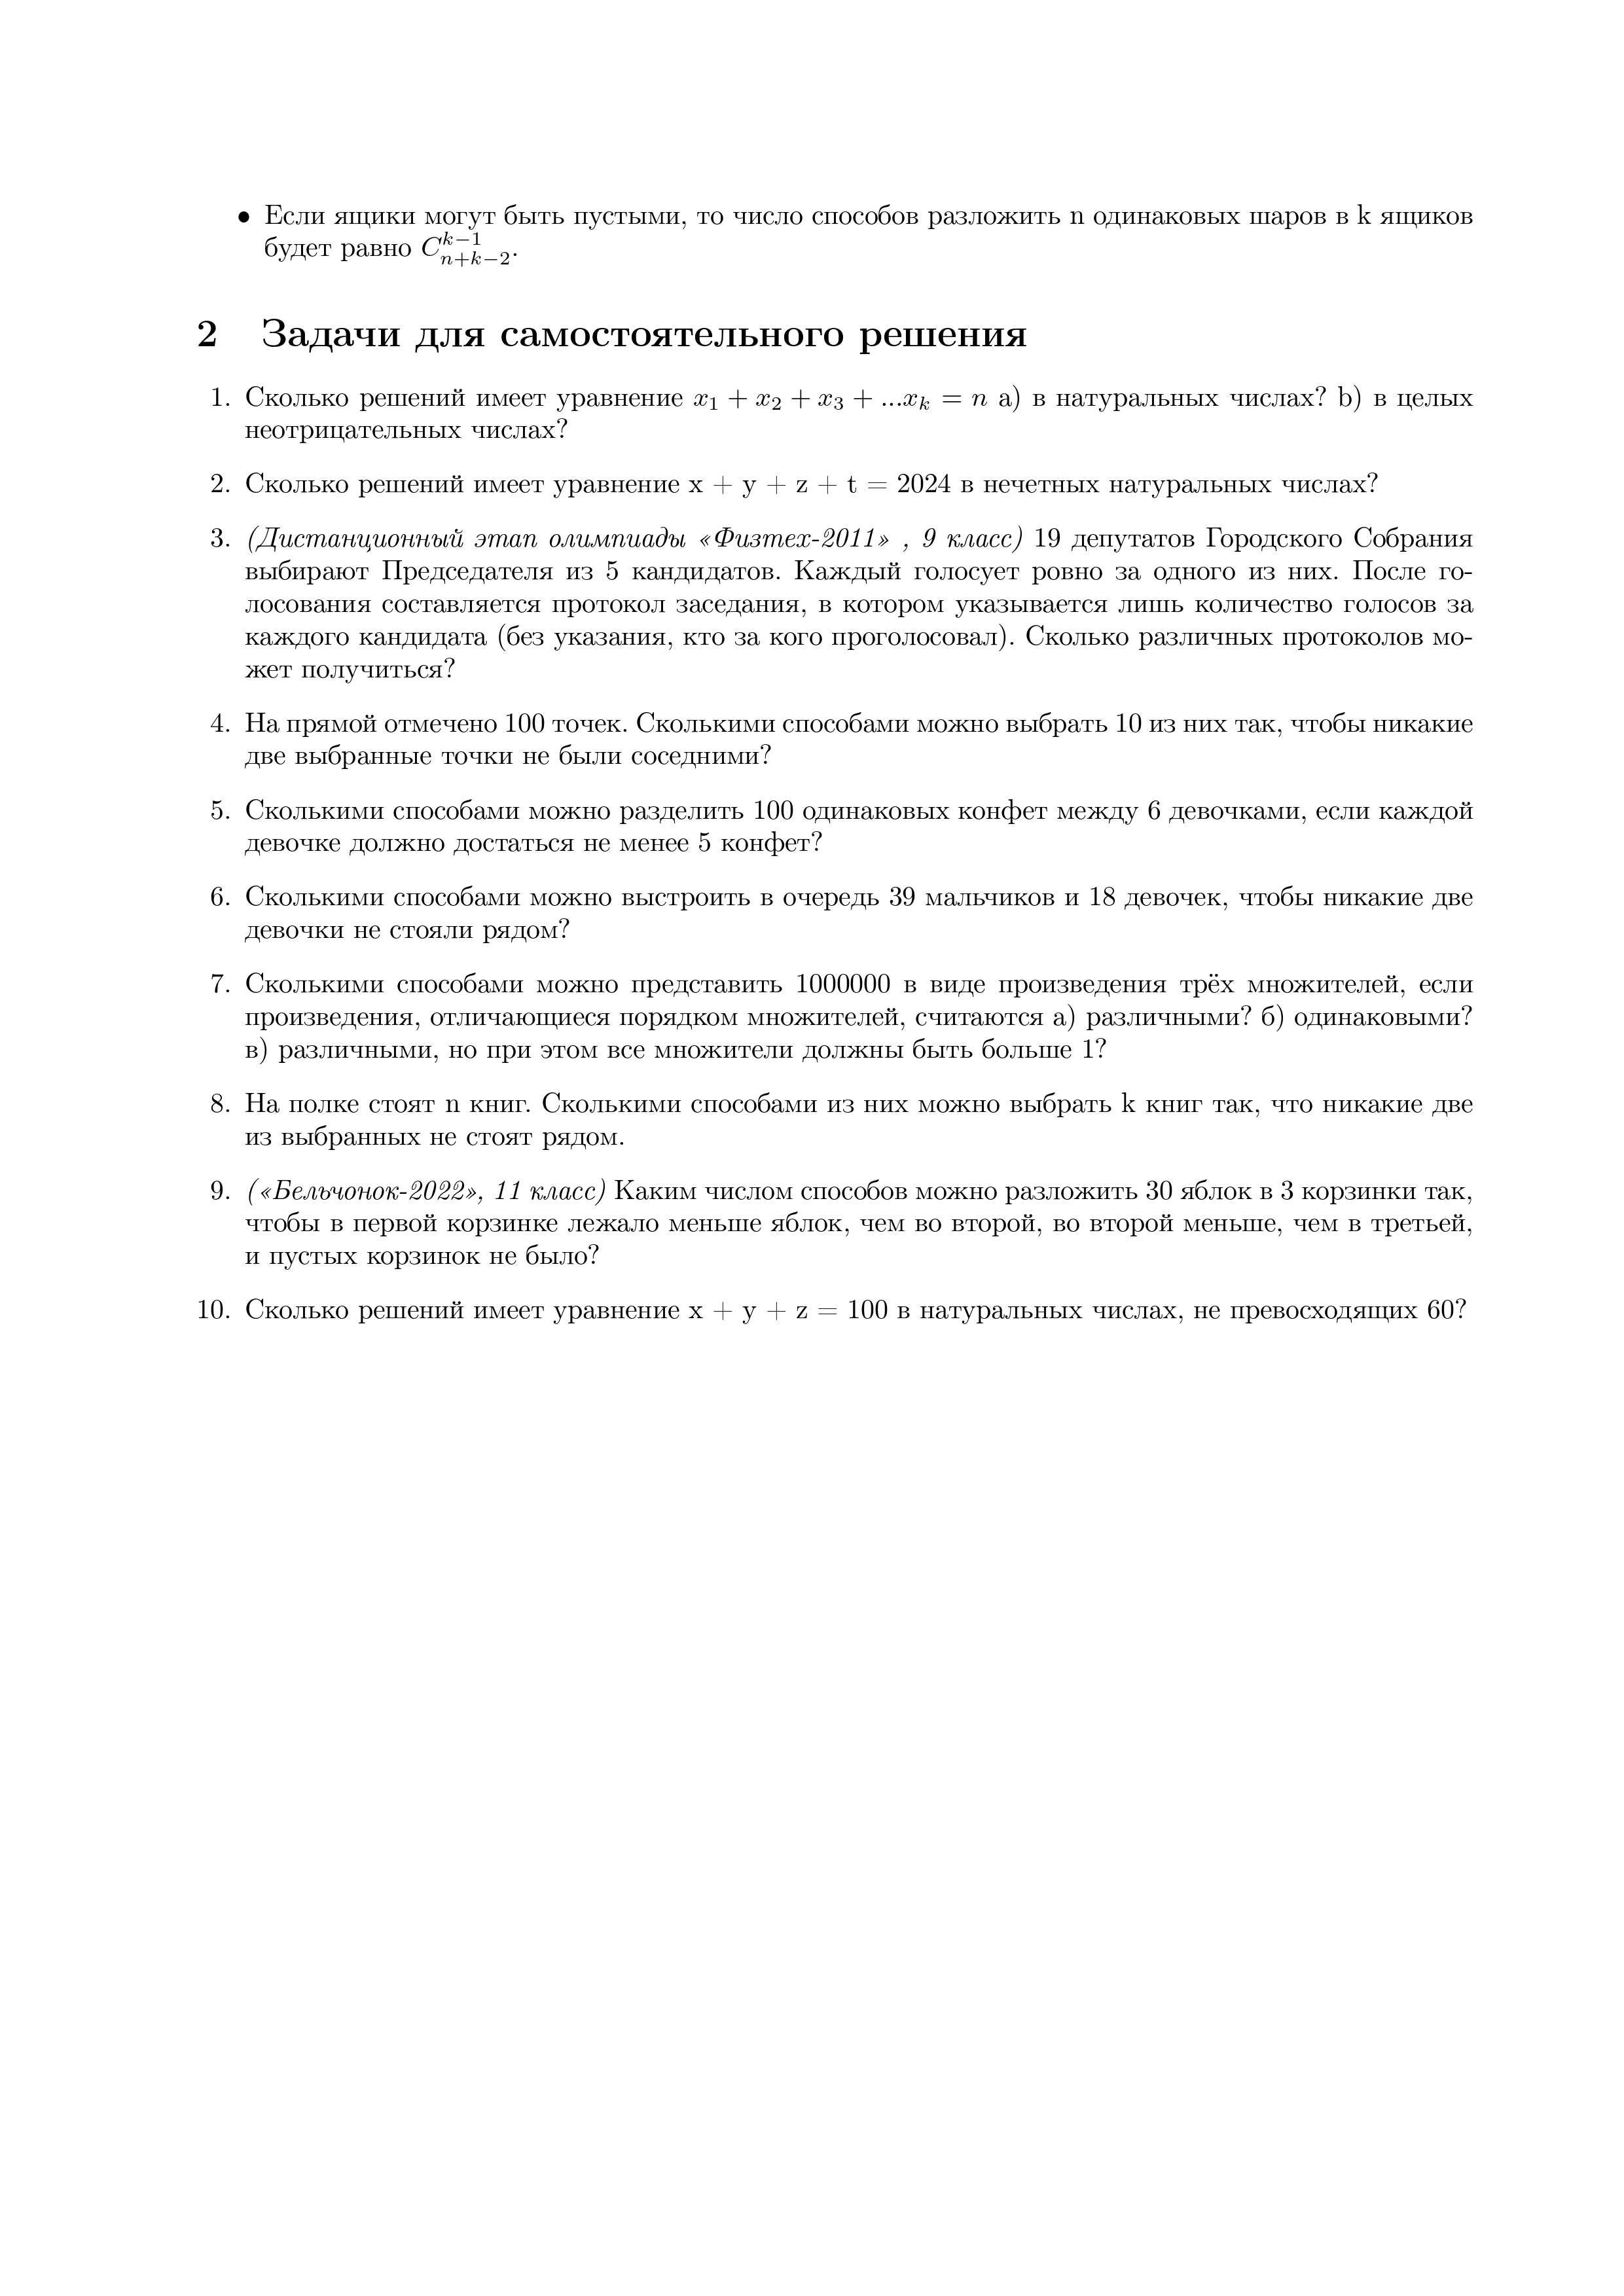 • Если ящики могут быть пустыми, то число способов разложить n одинаковых шаров в k ящиков
будет равно $C_{n+k-2}^{k-1}$.
2 Задачи для самостоятельного решения
1. Сколько решений имеет уравнение $x_1 + x_2 + x_3 + ...x_k = n$ a) в натуральных числах? b) в целых
неотрицательных числах?
2. Сколько решений имеет уравнение x + y + z + t = 2024 в нечетных натуральных числах?
3. (Дистанционный этап олимпиады «Физтех-2011» , 9 класс) 19 депутатов Городского Собрания
выбирают Председателя из 5 кандидатов. Каждый голосует ровно за одного из них. После го-
лосования составляется протокол заседания, в котором указывается лишь количество голосов за
каждого кандидата (без указания, кто за кого проголосовал). Сколько различных протоколов мо-
жет получиться?
4. На прямой отмечено 100 точек. Сколькими способами можно выбрать 10 из них так, чтобы никакие
две выбранные точки не были соседними?
5. Сколькими способами можно разделить 100 одинаковых конфет между 6 девочками, если каждой
девочке должно достаться не менее 5 конфет?
6. Сколькими способами можно выстроить в очередь 39 мальчиков и 18 девочек, чтобы никакие две
девочки не стояли рядом?
7. Сколькими способами можно представить 1000000 в виде произведения трёх множителей, если
произведения, отличающиеся порядком множителей, считаются а) различными? б) одинаковыми?
в) различными, но при этом все множители должны быть больше 1?
8. На полке стоят n книг. Сколькими способами из них можно выбрать k книг так, что никакие две
из выбранных не стоят рядом.
9. («Бельчонок-2022», 11 класс) Каким числом способов можно разложить 30 яблок в 3 корзинки так,
чтобы в первой корзинке лежало меньше яблок, чем во второй, во второй меньше, чем в третьей,
и пустых корзинок не было?
10. Сколько решений имеет уравнение x + y + z = 100 в натуральных числах, не превосходящих 60?